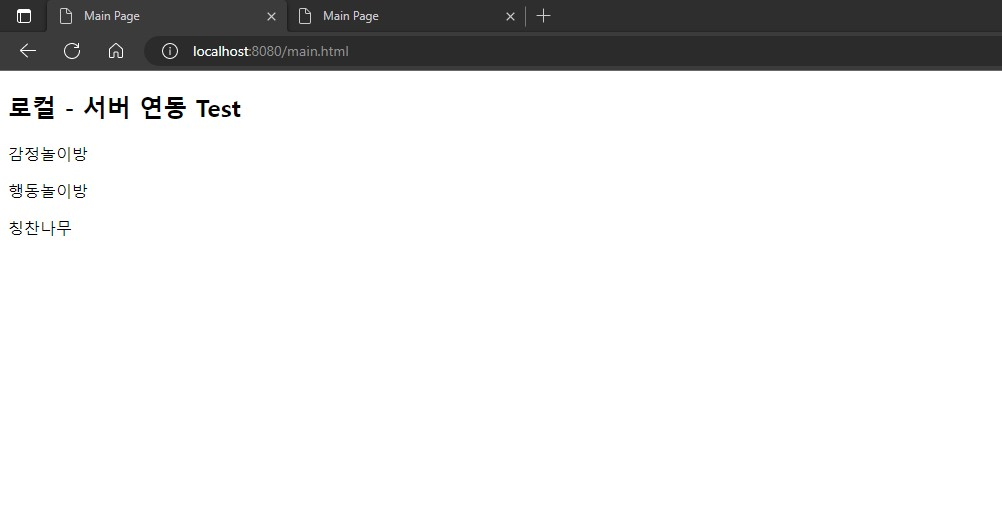 Main Page
Main Page
localhost:8080/main.html
로컬 - 서버 연동 Test
감정놀이방
행동놀이방
칭찬나무